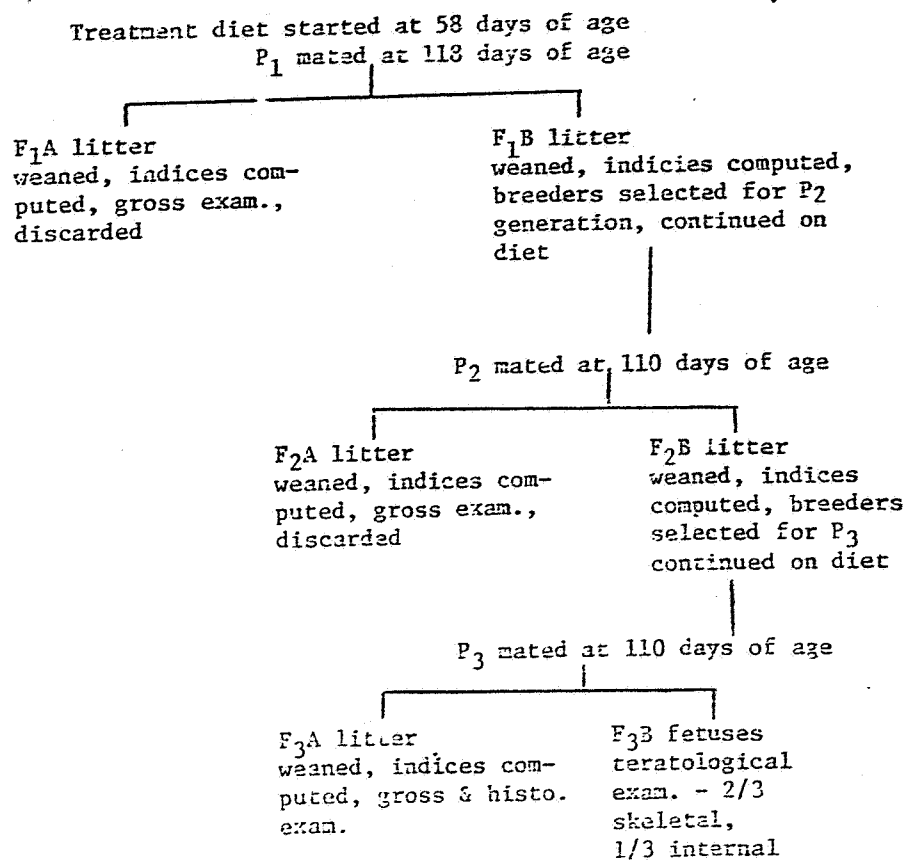 Treatment diet started at 58 days of age
P1 mated at 118 days of age
F1A litter
weaned, indices com-
puted, gross exam.,
discarded
F1B litter
weaned, indicies computed,
breeders selected for P2
generation, continued on
diet
P2 mated at 110 days of age
F2A litter
weaned, indices com-
puted, gross exam.,
discarded
F2B litter
weaned, indices
computed, breeders
selected for P3
continued on diet
P3 mated at 110 days of age
F3A litter
weaned, indices com-
puted, gross & histo.
exam.
F3B fetuses
teratological
exam. - 2/3
skeletal,
1/3 internal